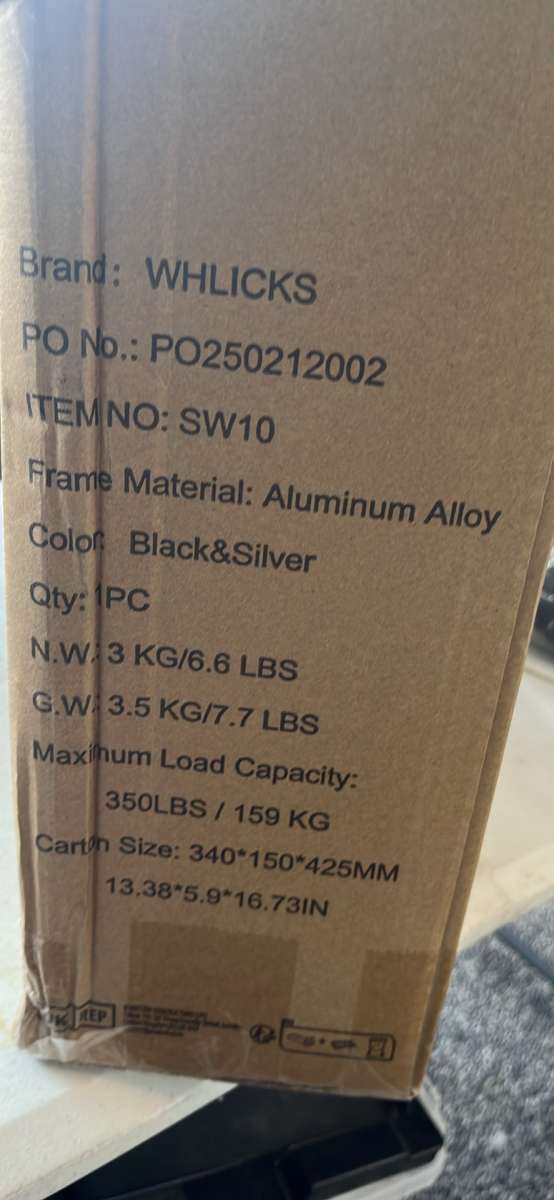 Brand: WHLICKS
PO No.: PO250212002
ITEM NO: SW10
Frame Material: Aluminum Alloy
Color: Black&Silver
Qty: 1PC
N.W.: 3 KG/6.6 LBS
G.W.: 3.5 KG/7.7 LBS
Maximum Load Capacity:
350LBS / 159 KG
Carton Size: 340*150*425MM
13.38*5.9*16.73IN
UK REP